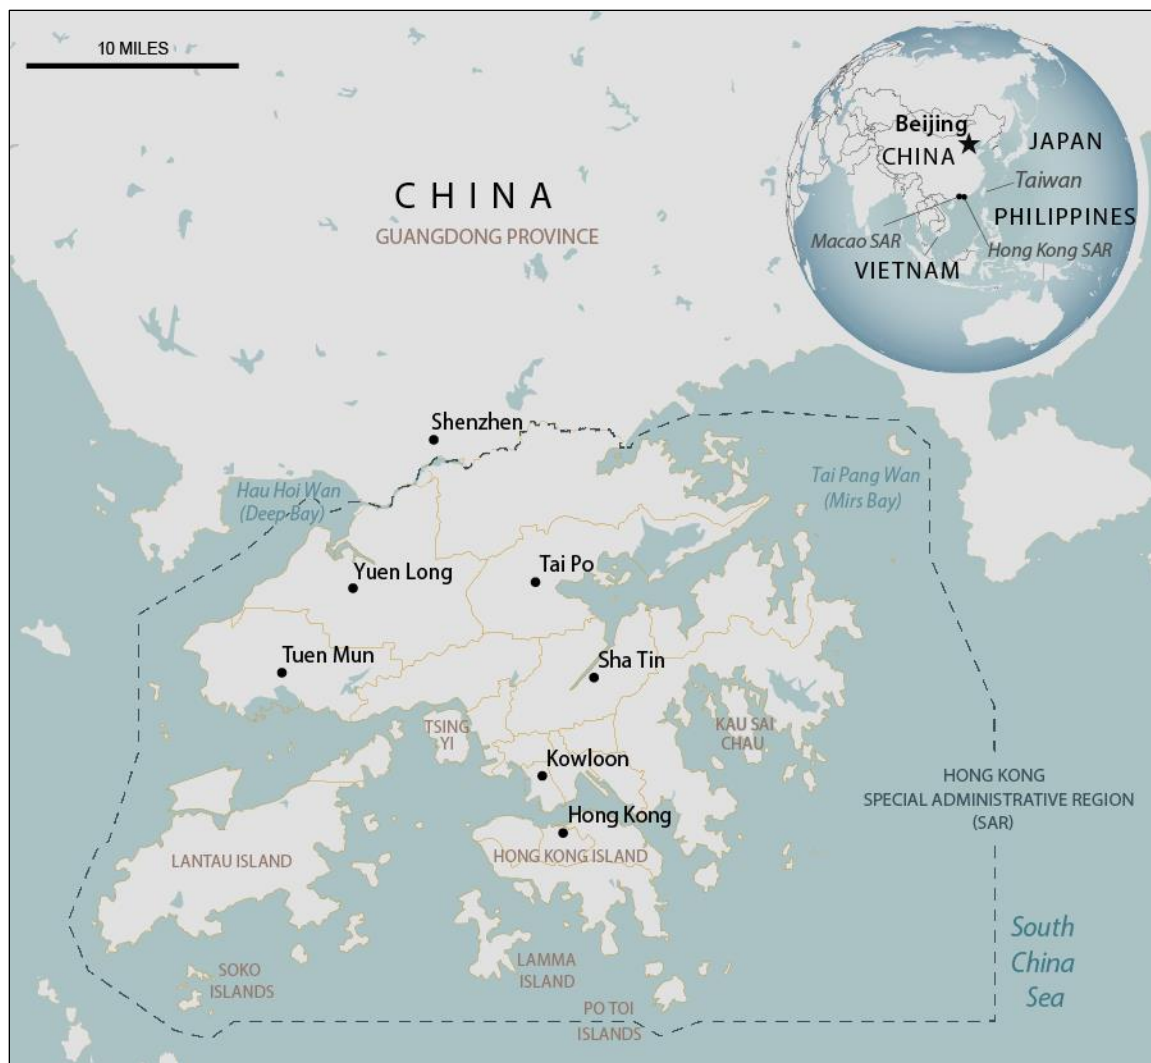 10 MILES
Beijing
CHINA
JAPAN
Taiwan
PHILIPPINES
Macao SAR
Hong Kong SAR
VIETNAM
CHINA
GUANGDONG PROVINCE
Shenzhen
Hau Hoi Wan
(Deep Bay)
Tai Pang Wan
(Mirs Bay)
Yuen Long
Tai Po
Tuen Mun
Sha Tin
TSING
YI
KAU SAI
CHAU
Kowloon
HONG KONG
SPECIAL ADMINISTRATIVE REGION
(SAR)
Hong Kong
LANTAU ISLAND
HONG KONG ISLAND
South
China
Sea
SOKO
ISLANDS
LAMMA
ISLAND
PO TOI
ISLANDS